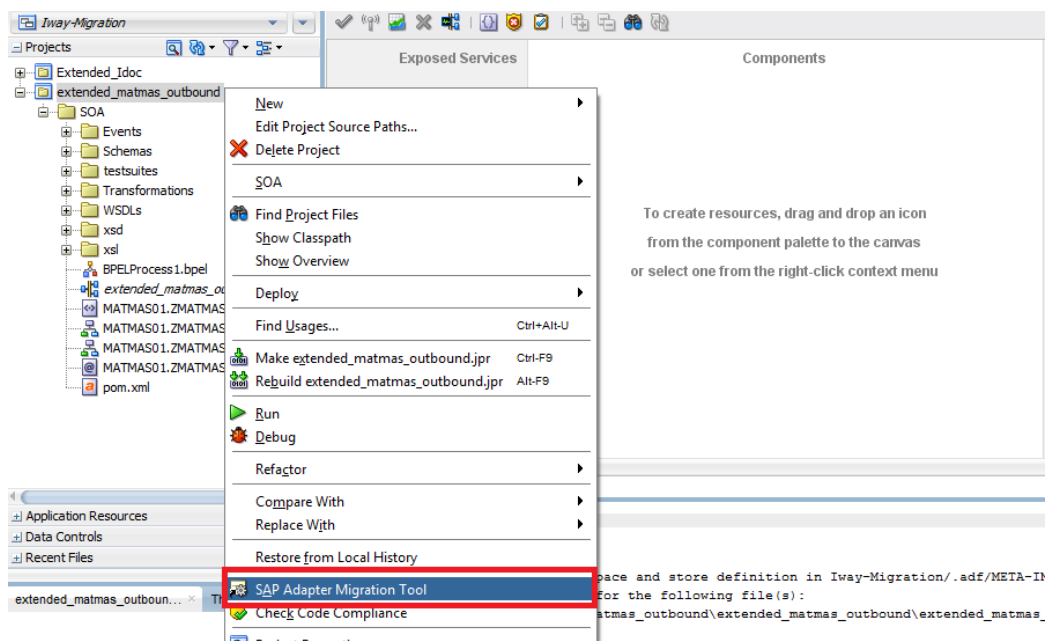 Iway-Migration
Projects
Extended_Idoc
extended_matmas_outbound
SOA
Events
Schemas
testsuites
Transformations
WSDLs
xsd
xsl
BPELProcess1.bpel
extended_matmas_ou
MATMAS01.ZMATMAS
MATMAS01.ZMATMAS
MATMAS01.ZMATMAS
MATMAS01.ZMATMAS
pom.xml
Application Resources
Data Controls
Recent Files
extended_matmas_outboun...
Th
New
Edit Project Source Paths...
Delete Project
SOA
Find Project Files
Show Classpath
Show Overview
Deploy
Find Usages... Ctrl+Alt-U
Make extended_matmas_outbound.jpr Ctrl-F9
Rebuild extended_matmas_outbound.jpr Alt-F9
Run
Debug
Refactor
Compare With
Replace With
Restore from Local History
SAP Adapter Migration Tool
Check Code Compliance
Exposed Services
Components
To create resources, drag and drop an icon
from the component palette to the canvas
or select one from the right-click context menu
pace and store definition in Iway-Migration/.adf/META-IN
for the following file(s):
atmas_outbound\extended_matmas_outbound\extended_matmas_